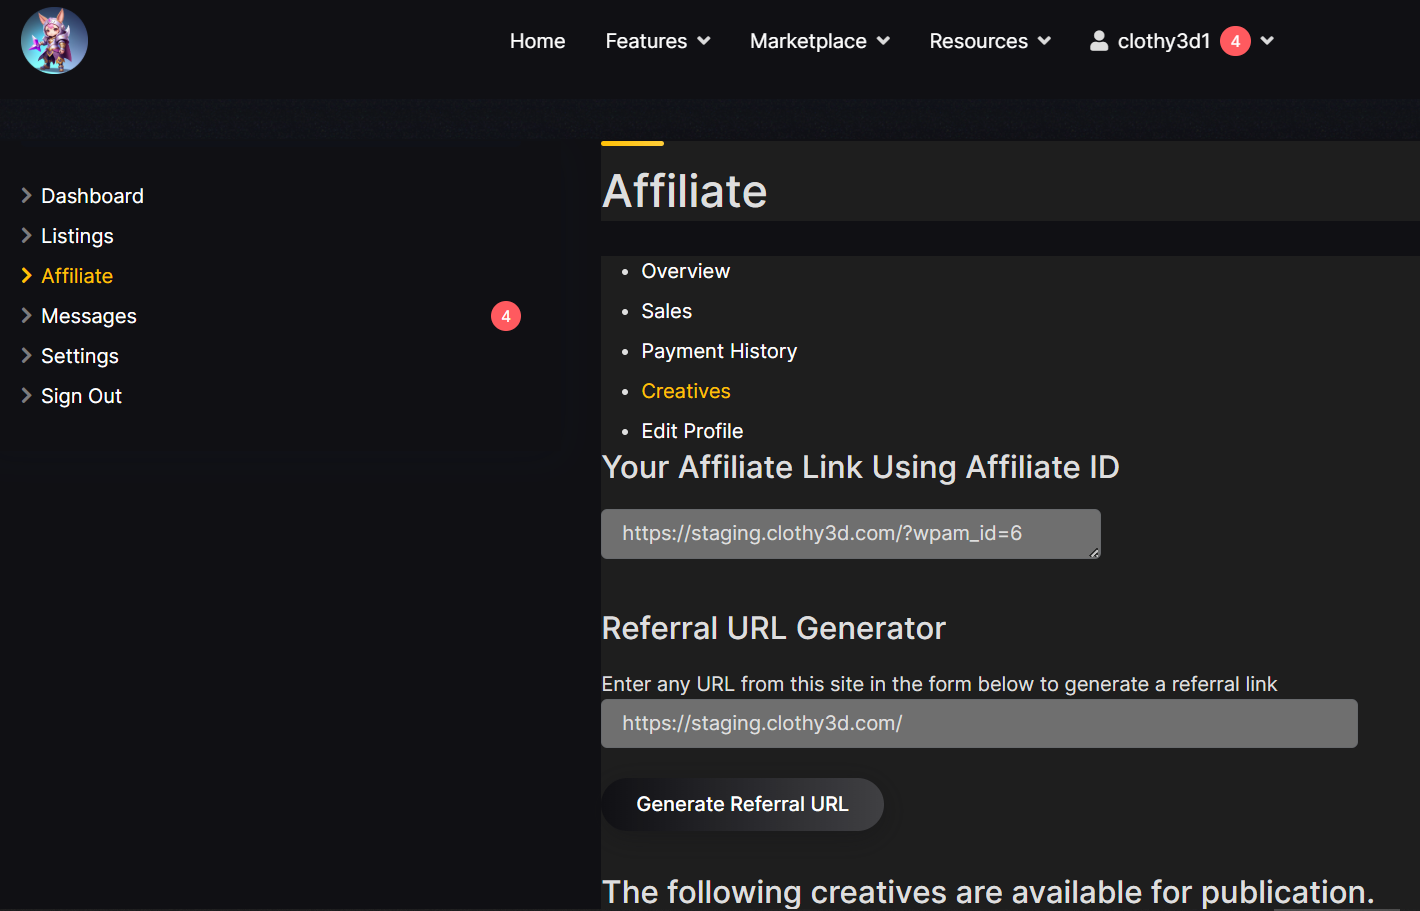 Home
Features
Marketplace
Resources
clothy3d1
4
Dashboard
Listings
Affiliate
Messages
4
Settings
Sign Out
Affiliate
Overview
Sales
Payment History
Creatives
Edit Profile
Your Affiliate Link Using Affiliate ID
https://staging.clothy3d.com/?wpam_id=6
Referral URL Generator
Enter any URL from this site in the form below to generate a referral link
https://staging.clothy3d.com/
Generate Referral URL
The following creatives are available for publication.